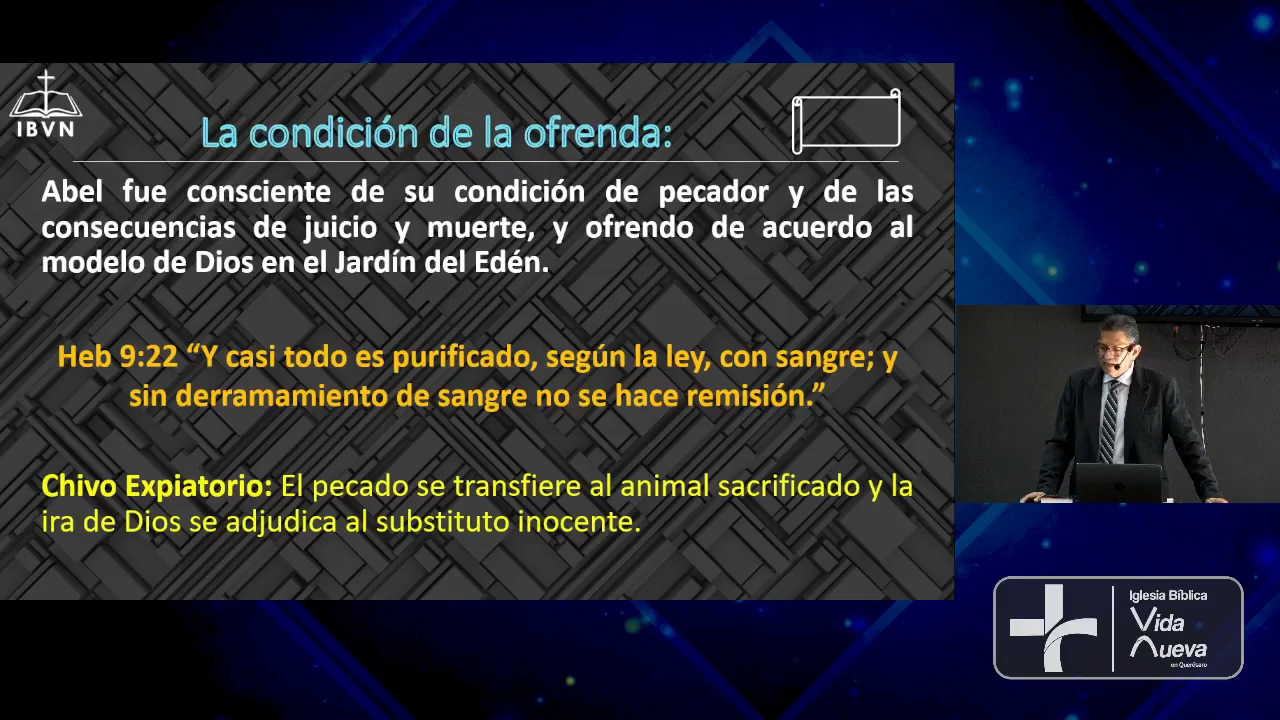 IBVN
La condición de la ofrenda:
Abel fue consciente de su condición de pecador y de las
consecuencias de juicio y muerte, y ofrendo de acuerdo al
modelo de Dios en el Jardín del Edén.
Heb 9:22 “Y casi todo es purificado, según la ley, con sangre; y
sin derramamiento de sangre no se hace remisión.”
Chivo Expiatorio: El pecado se transfiere al animal sacrificado y la
ira de Dios se adjudica al substituto inocente.
Iglesia Bíblica
Vida
Nueva
en Querétaro